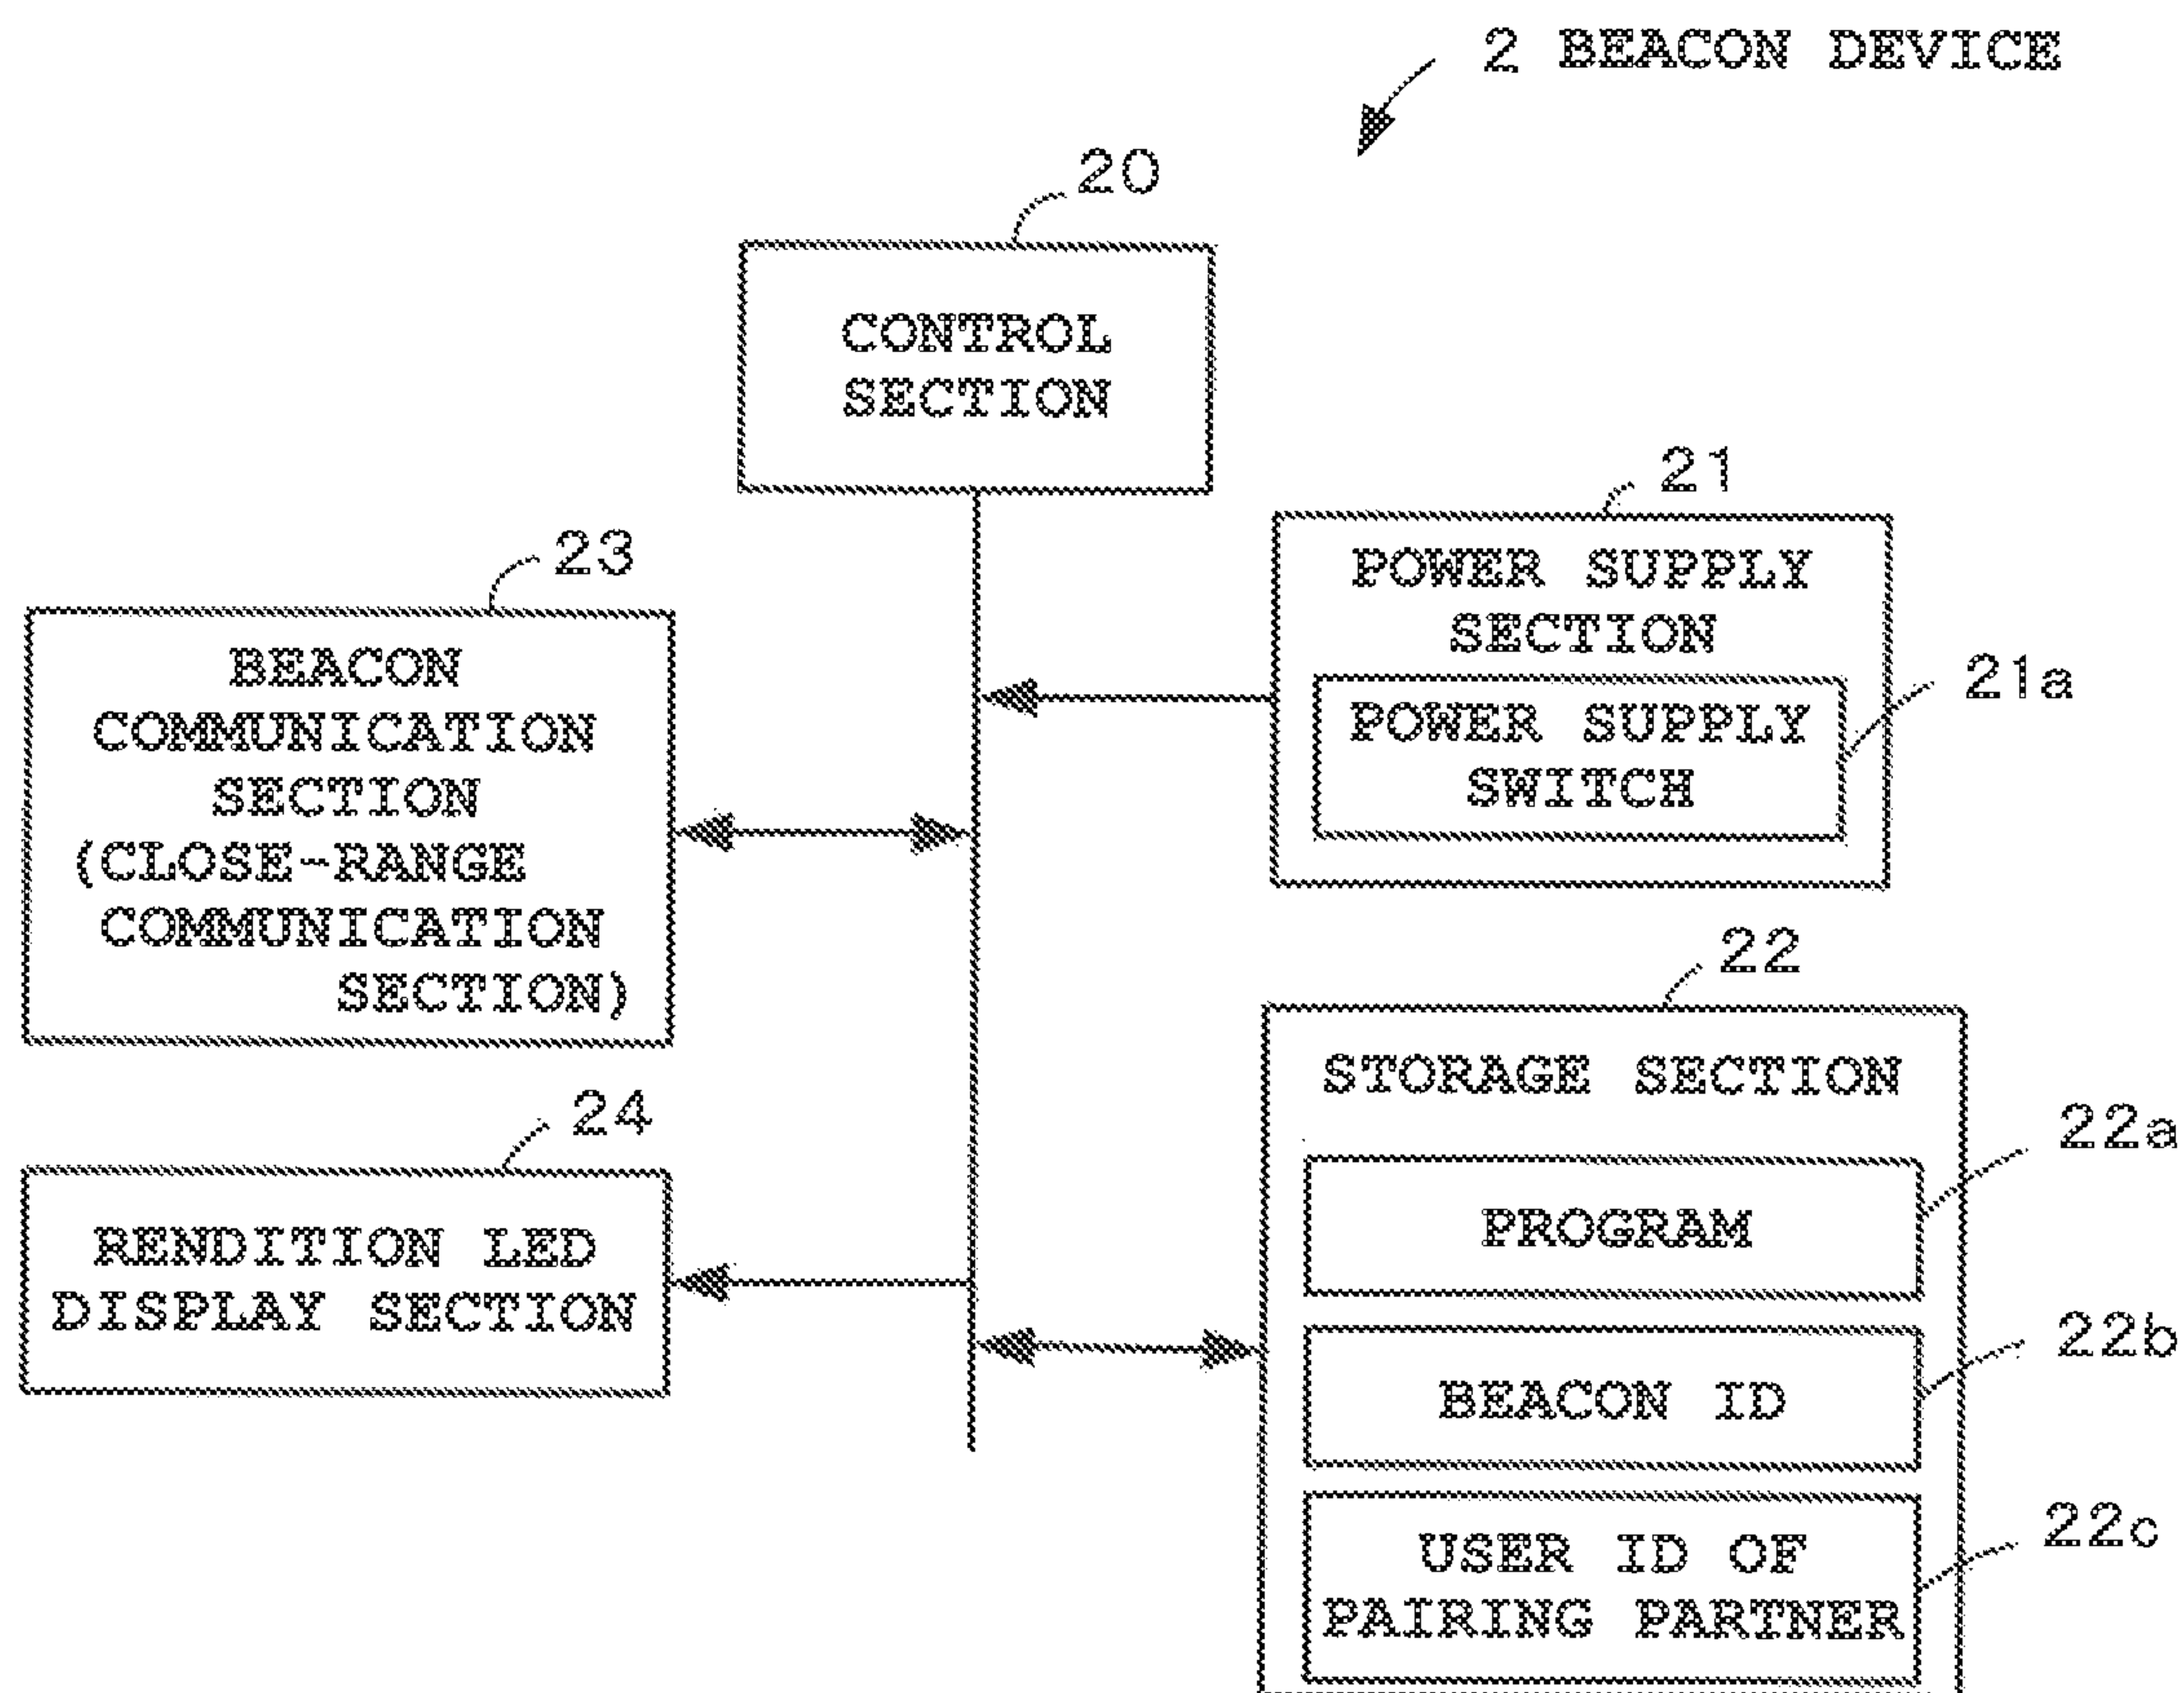 2 BEACON DEVICE
20
CONTROL
SECTION
21
POWER SUPPLY
SECTION
21a
POWER SUPPLY
SWITCH
23
BEACON
COMMUNICATION
SECTION
(CLOSE-RANGE
COMMUNICATION
SECTION)
22
STORAGE SECTION
22a
PROGRAM
22b
BEACON ID
22c
USER ID OF
PAIRING PARTNER
24
RENDITION LED
DISPLAY SECTION